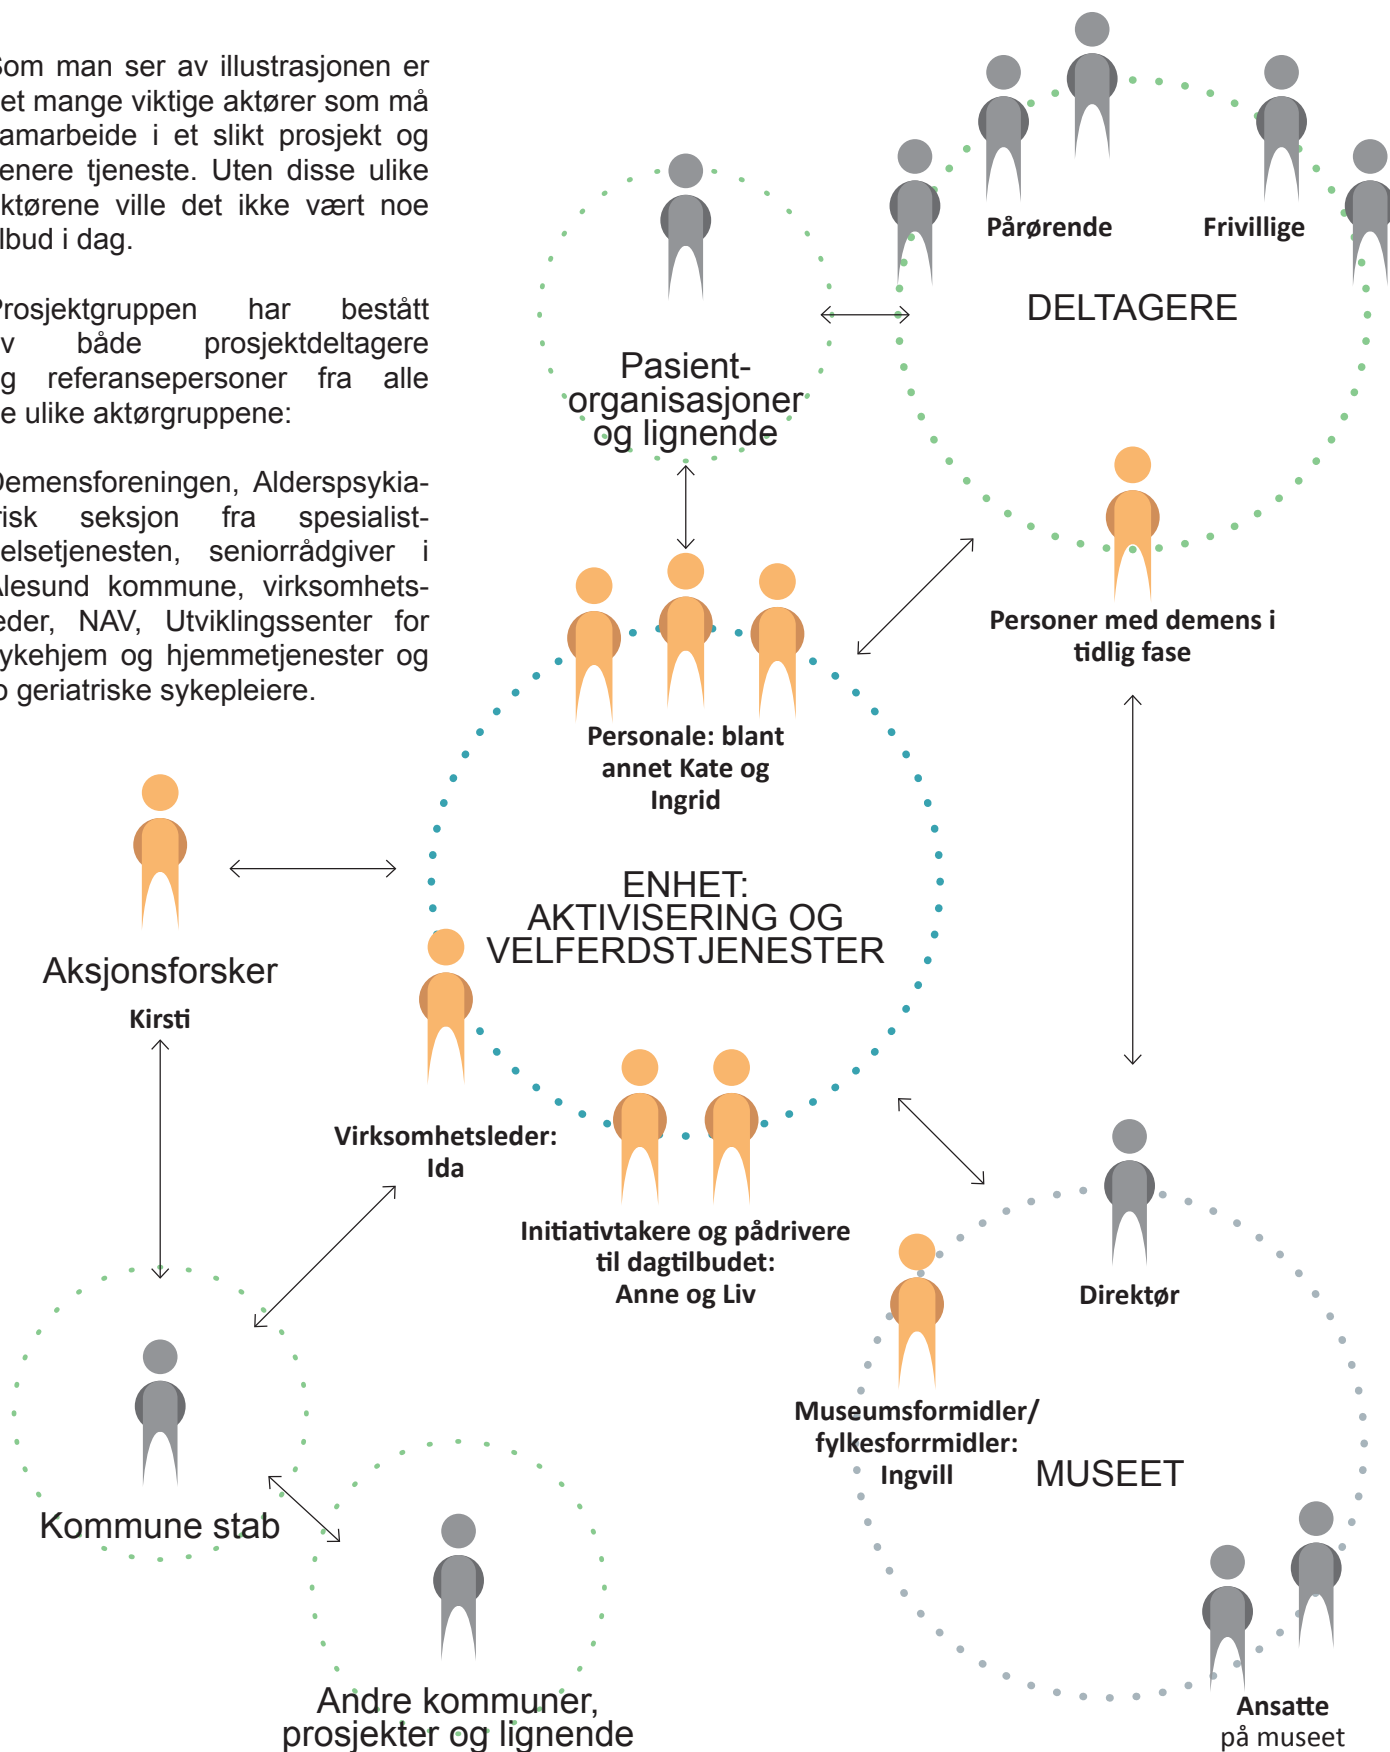 om man ser av illustrasjonen er
et mange viktige aktører som må
amarbeide i et slikt prosjekt og
enere tjeneste. Uten disse ulike
ktørene ville det ikke vært noe
lbud i dag.
Prosjektgruppen har bestått
v både prosjektdeltagere
g referansepersoner fra alle
e ulike aktørgruppene:
Demensforeningen, Alderspsykia-
risk seksjon fra spesialist-
elsetjenesten, seniorrådgiver i
Ålesund kommune, virksomhets-
eder, NAV, Utviklingssenter for
ykehjem og hjemmetjenester og
o geriatriske sykepleiere.
Pårørende
Frivillige
DELTAGERE
Personer med demens i
tidlig fase
Pasient-
organisasjoner
og lignende
Personale: blant
annet Kate og
Ingrid
ENHET:
AKTIVISERING OG
VELFERDSTJENESTER
Aksjonsforsker
Kirsti
Virksomhetsleder:
Ida
Initiativtakere og pådrivere
til dagtilbudet:
Anne og Liv
Direktør
Museumsformidler/
fylkesforrmidler:
Ingvill
MUSEET
Ansatte
på museet
Kommune stab
Andre kommuner,
prosjekter og lignende